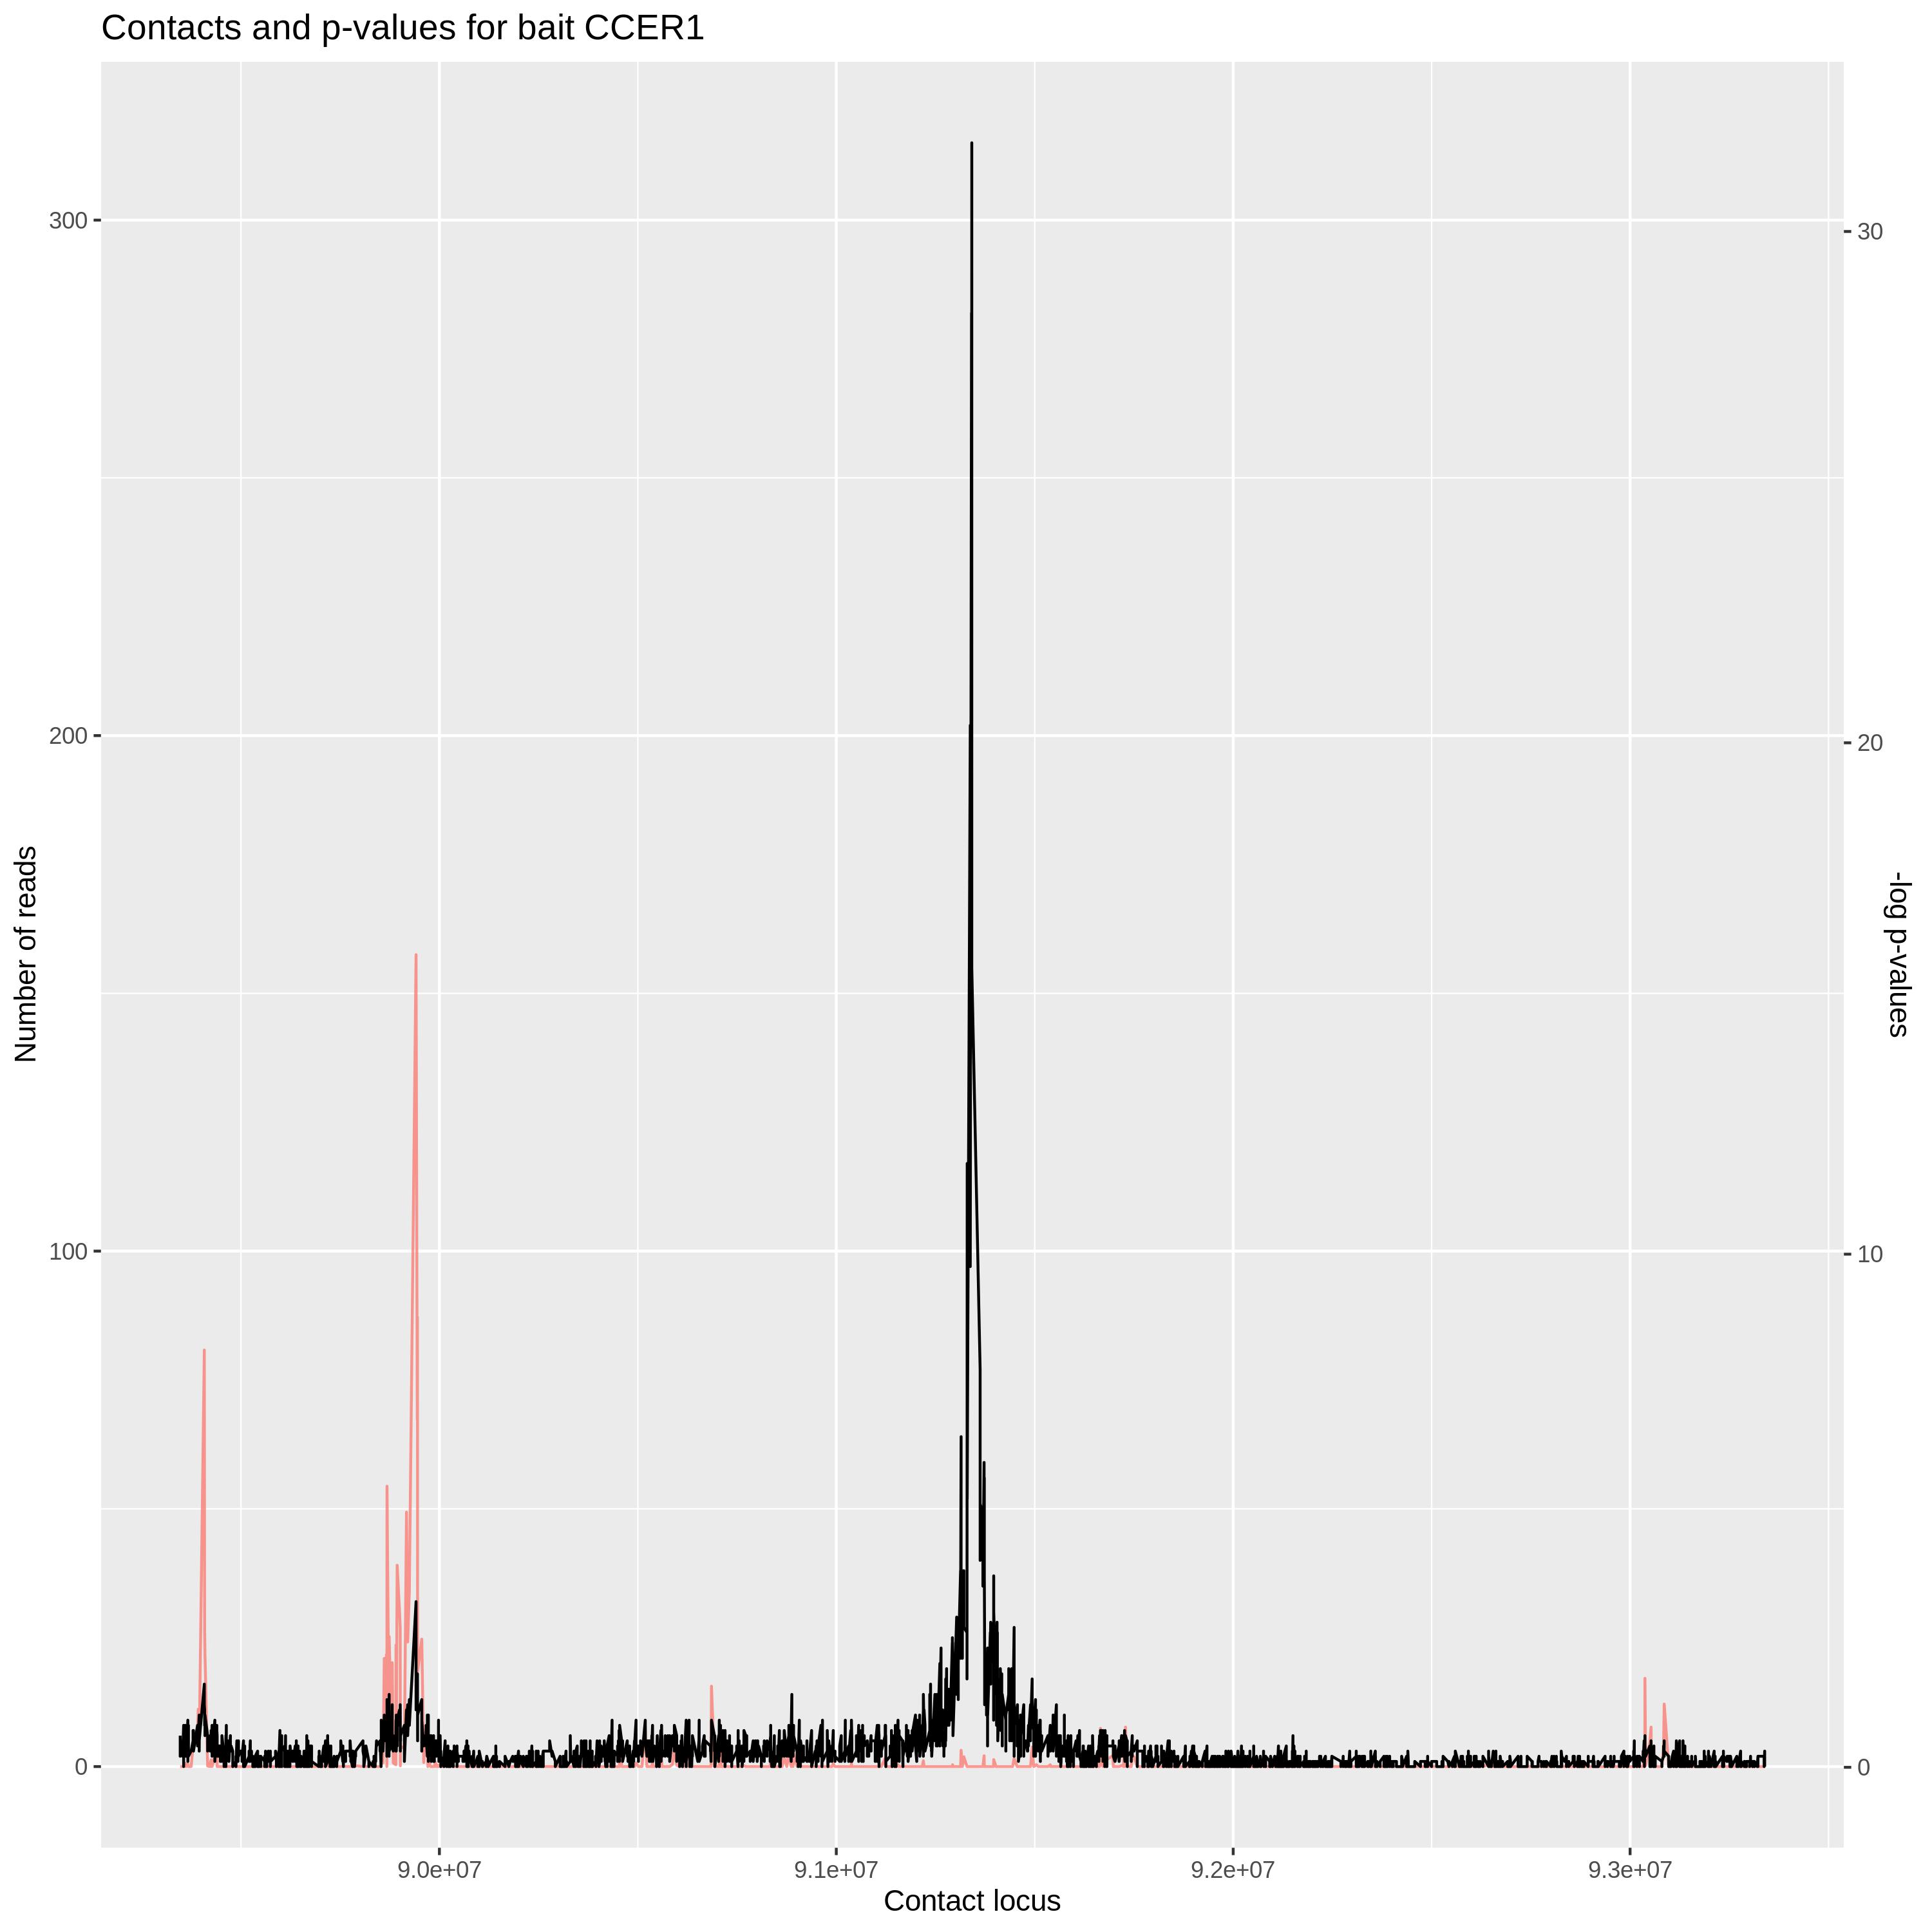 Contacts and p-values for bait CCER1
300
200
100
0
30
20
10
0
Number of reads
-log p-values
9.0e+07
9.1e+07
9.2e+07
9.3e+07
Contact locus